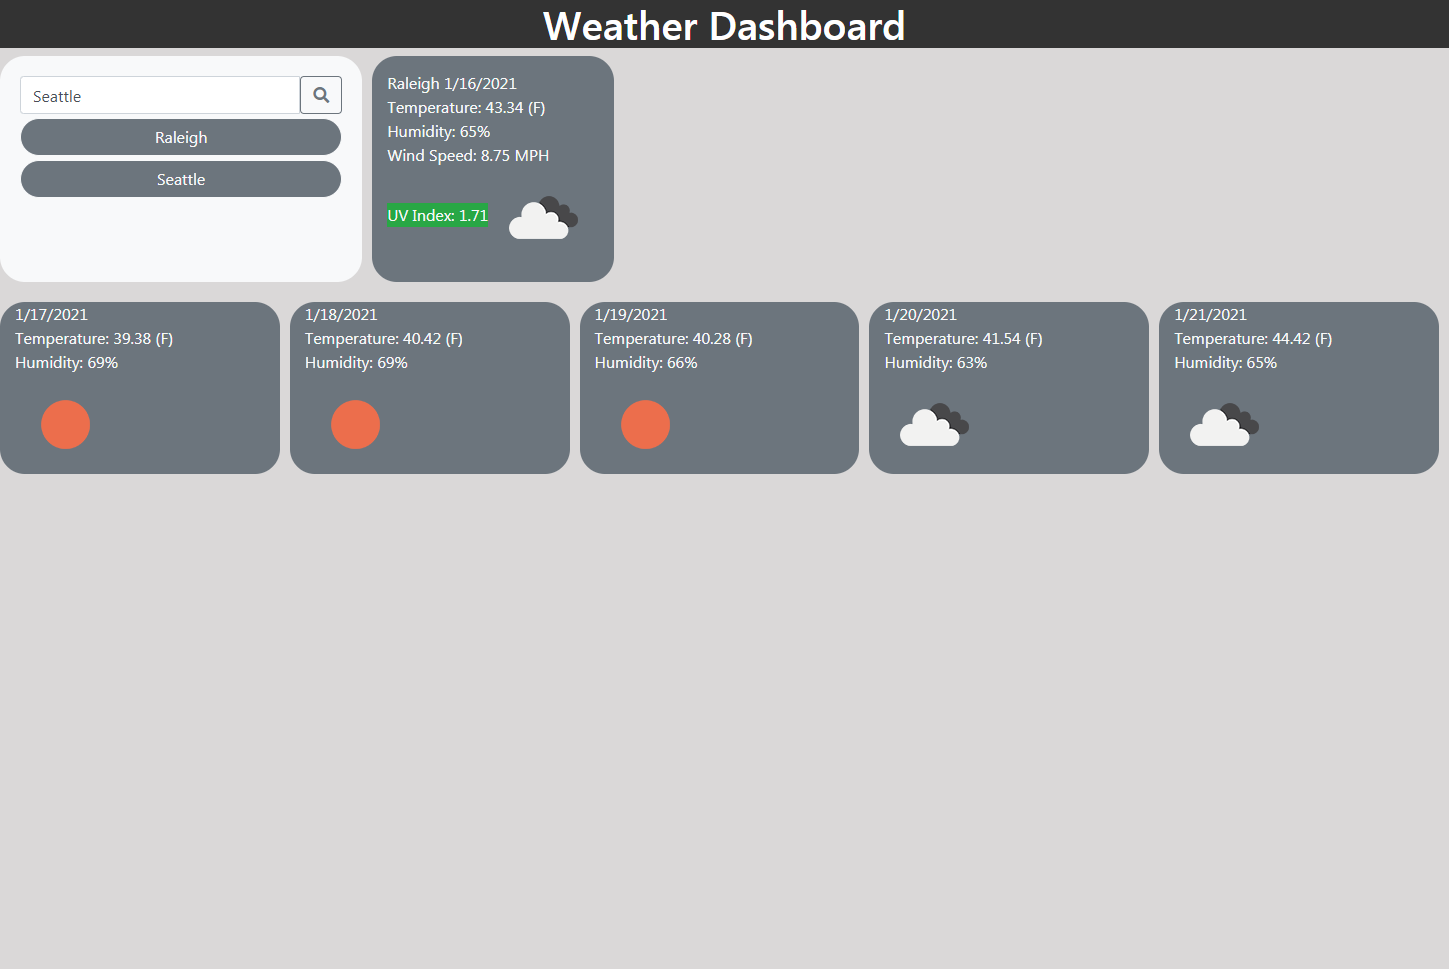 Weather Dashboard
Seattle
Raleigh
Seattle
Raleigh 1/16/2021
Temperature: 43.34 (F)
Humidity: 65%
Wind Speed: 8.75 MPH
UV Index: 1.71
1/17/2021
Temperature: 39.38 (F)
Humidity: 69%
1/18/2021
Temperature: 40.42 (F)
Humidity: 69%
1/19/2021
Temperature: 40.28 (F)
Humidity: 66%
1/20/2021
Temperature: 41.54 (F)
Humidity: 63%
1/21/2021
Temperature: 44.42 (F)
Humidity: 65%